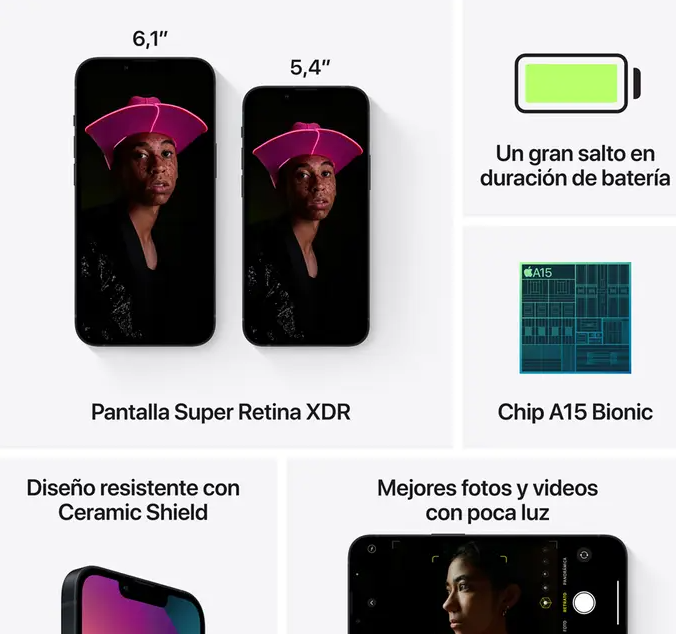 6,1”
5,4”
Pantalla Super Retina XDR
Un gran salto en
duración de batería
A15
Chip A15 Bionic
Diseño resistente con
Ceramic Shield
Mejores fotos y videos
con poca luz
PANORÁMICA
RETRATO
FOTO